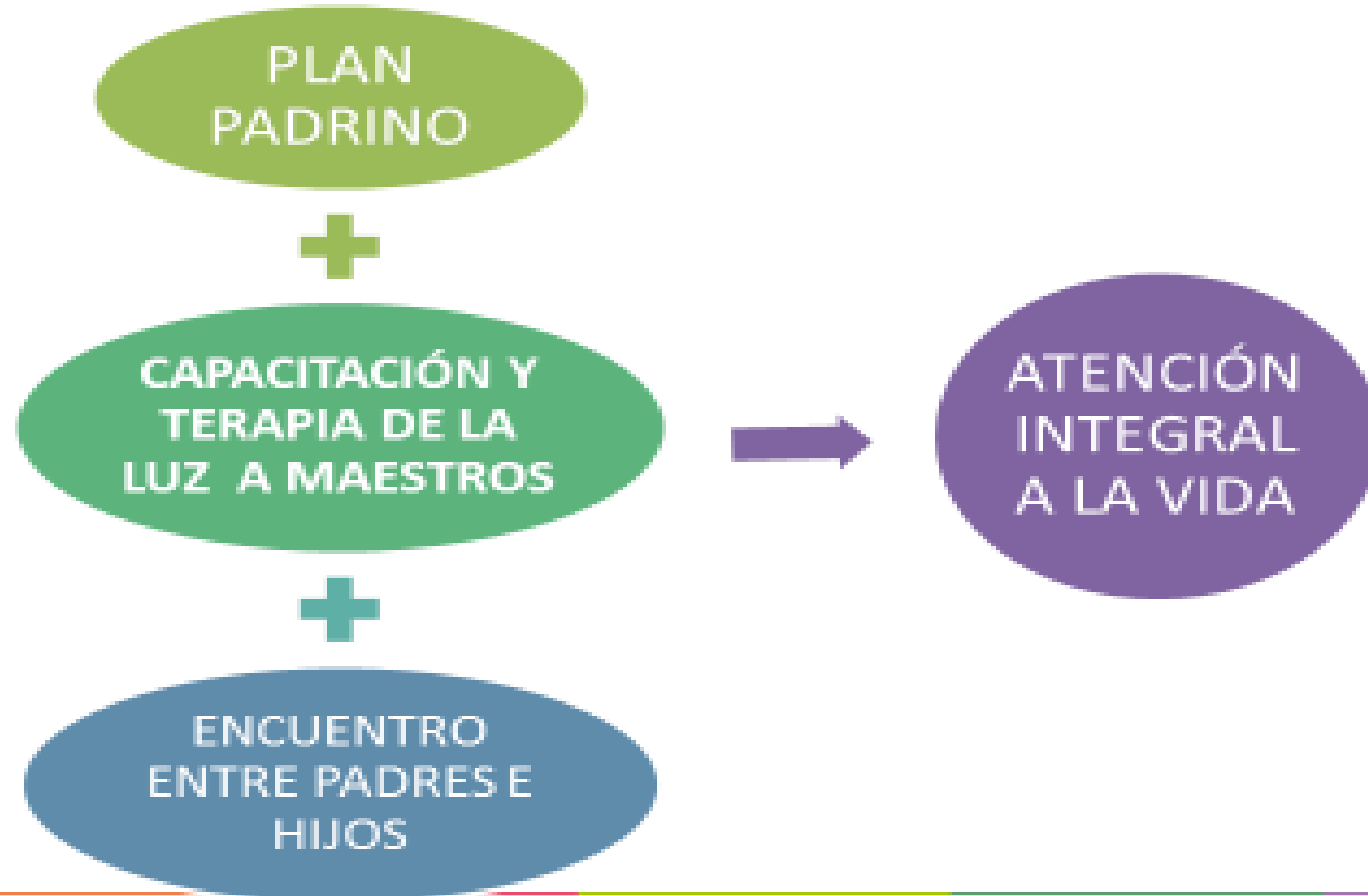 PLAN
PADRINO
CAPACITACIÓN Y
TERAPIA DE LA
LUZ A MAESTROS
ENCUENTRO
ENTRE PADRES E
HIJOS
ATENCIÓN
INTEGRAL
A LA VIDA